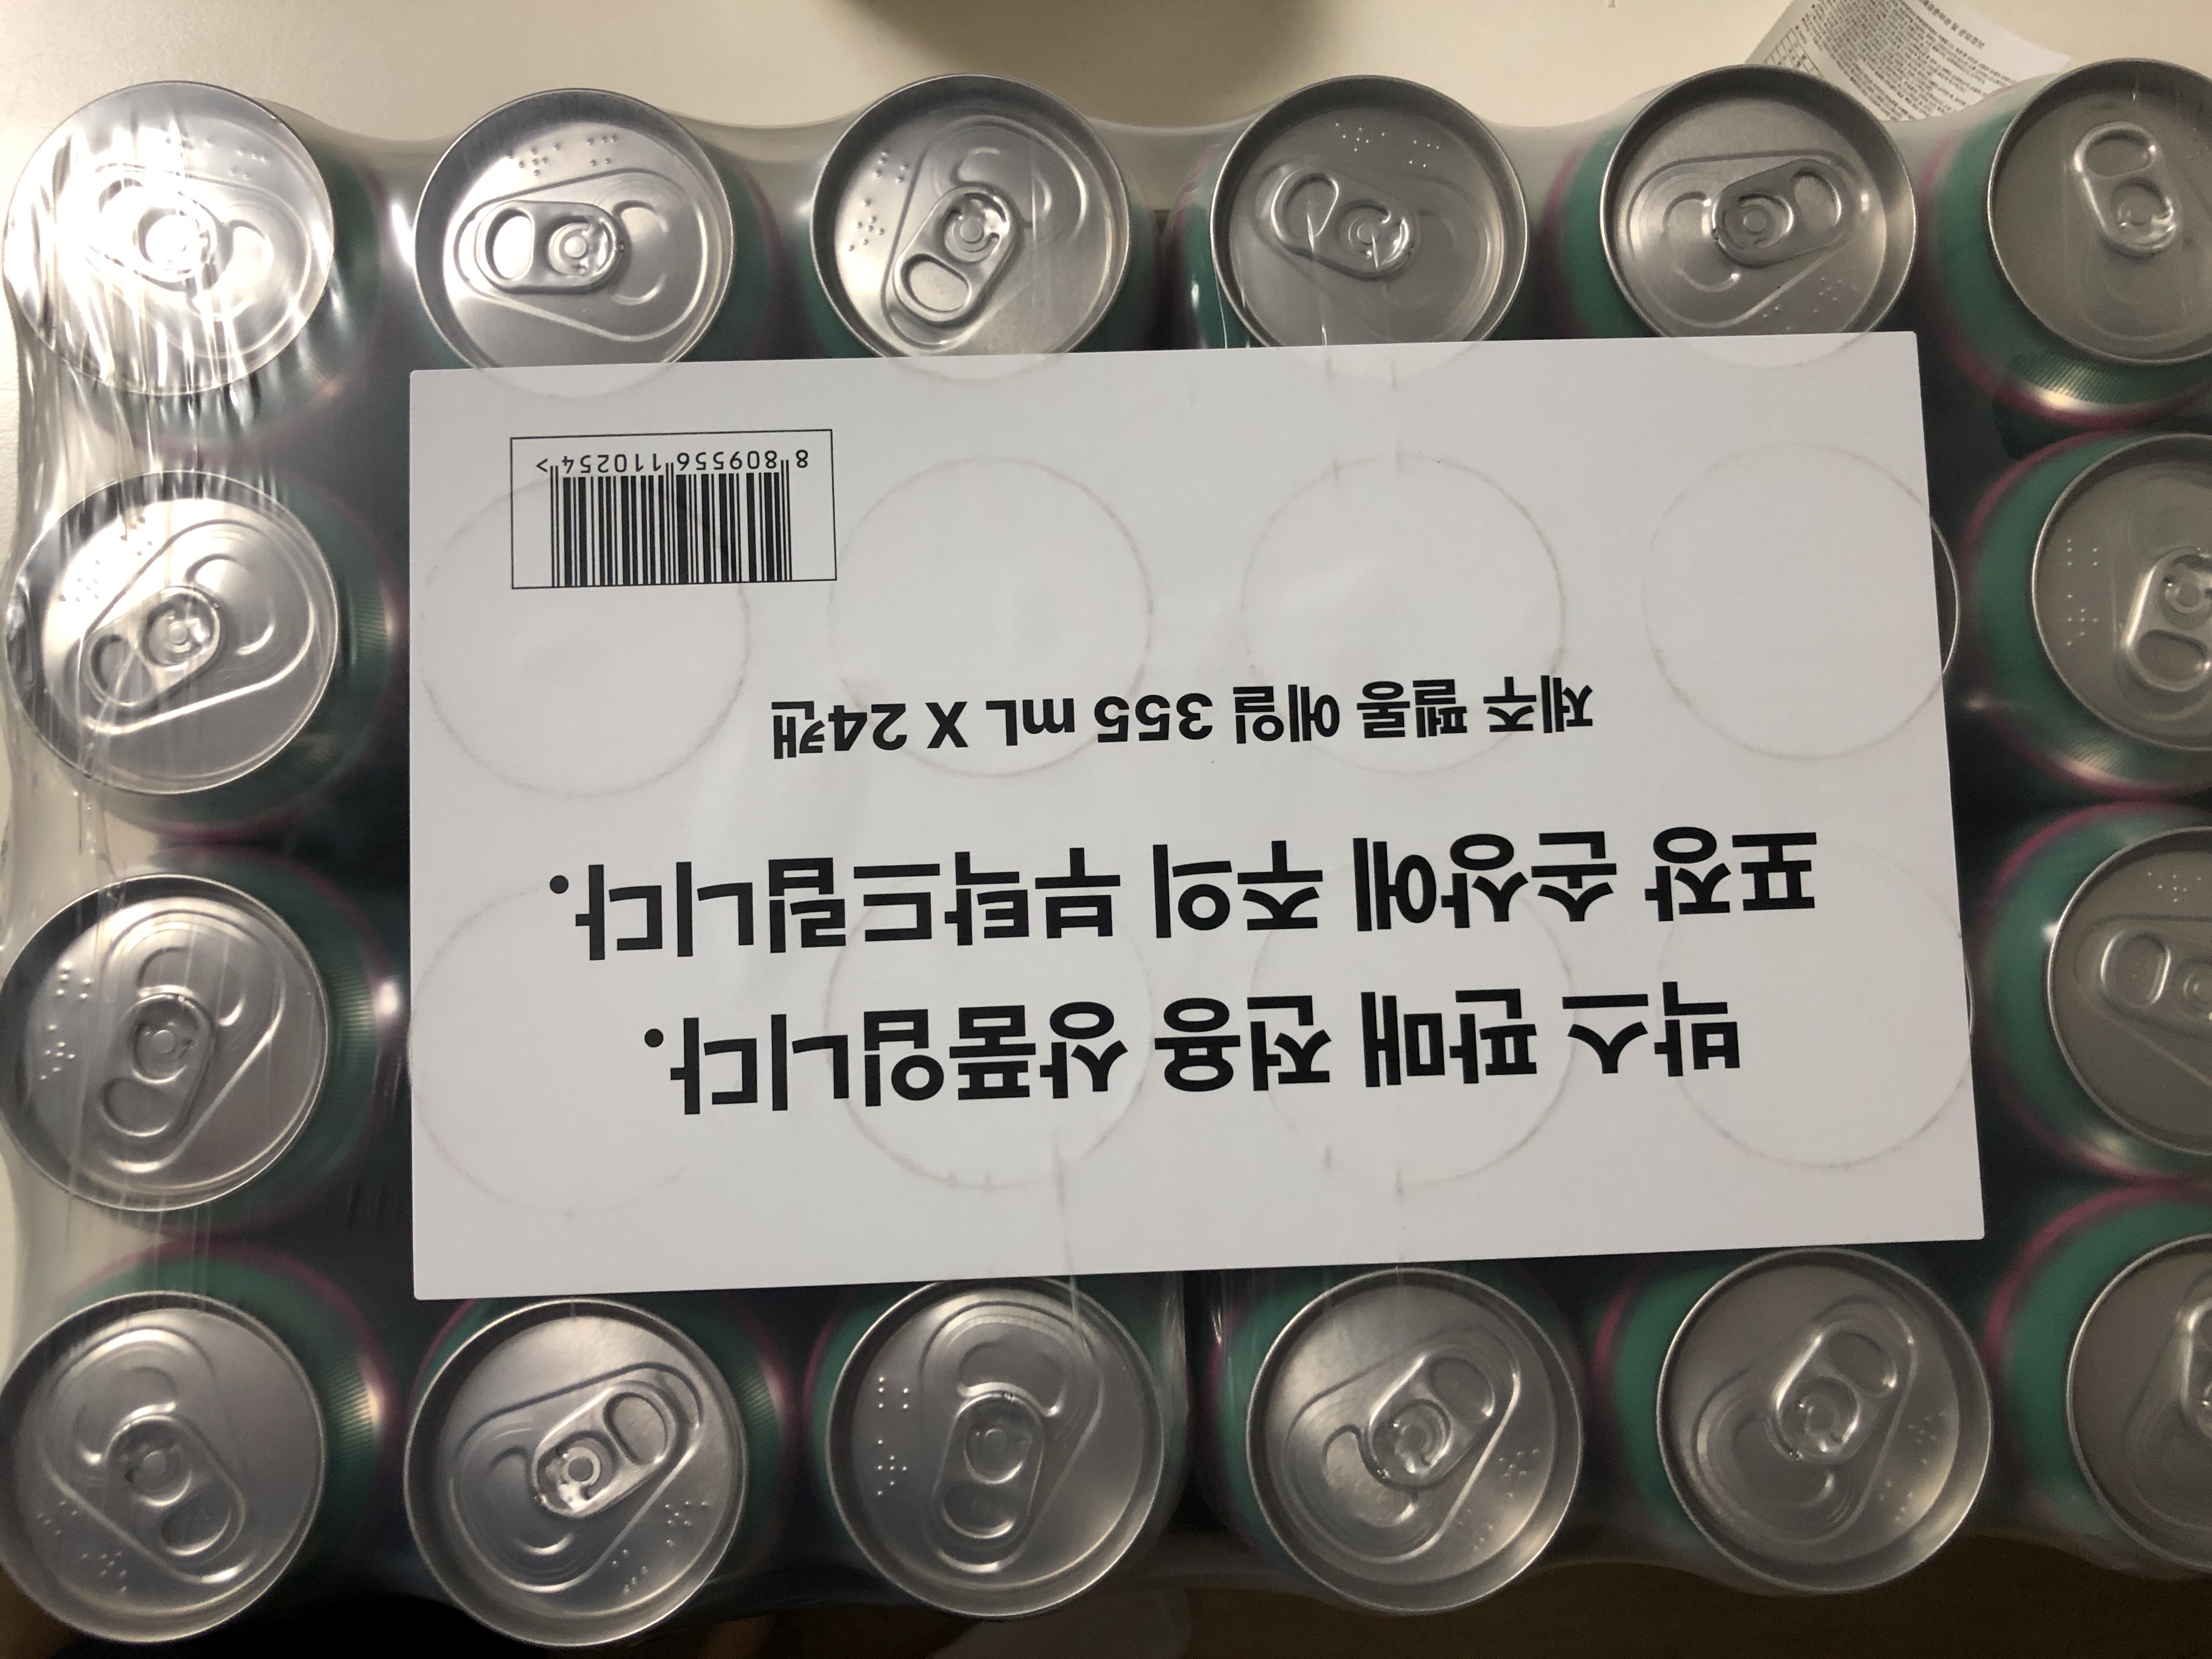 박스 판매 전용 상품입니다.
포장 손상에 주의 부탁드립니다.
제주 펠롱 에일 355 mL X 24캔
8 809556 110254 >